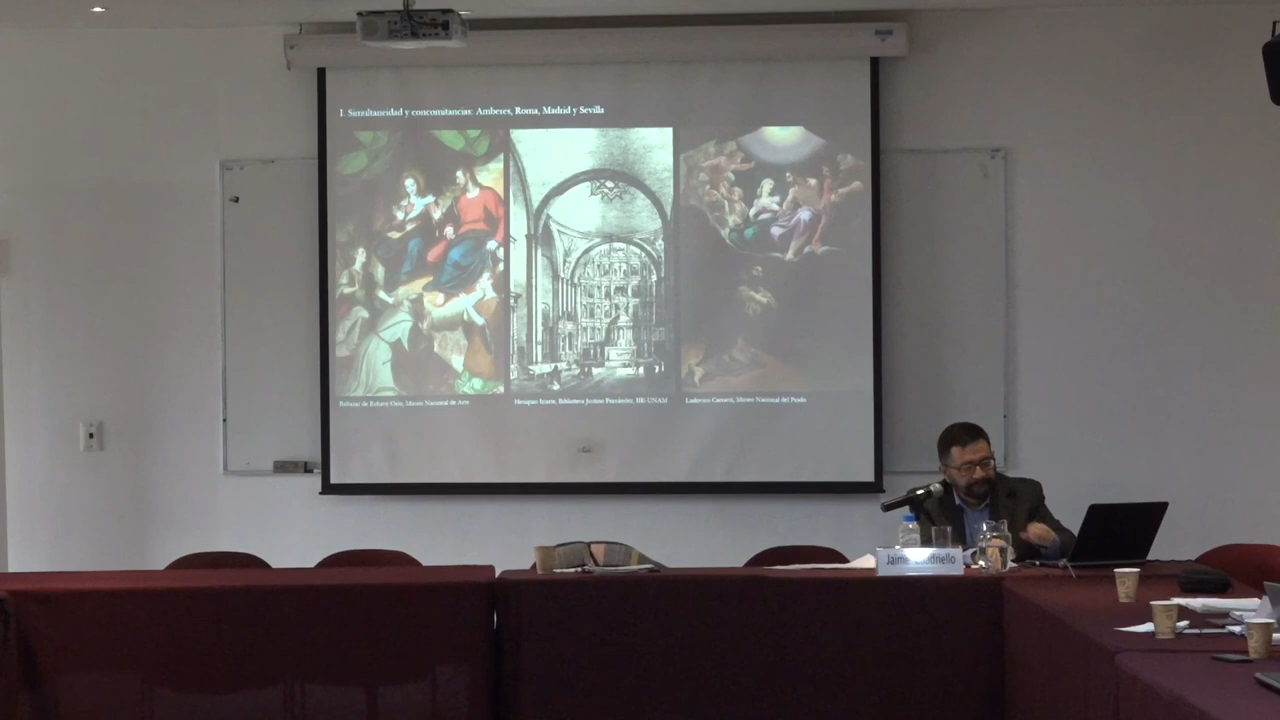 I. Simultaneidad y concomitancias: Amberes, Roma, Madrid y Sevilla
Baltasar de Echave Orio, Museo Nacional de Arte
Hesiquio Iriarte, Biblioteca Justino Fernández, IIE-UNAM
Ludovico Carracci, Museo Nacional del Prado
Jaime